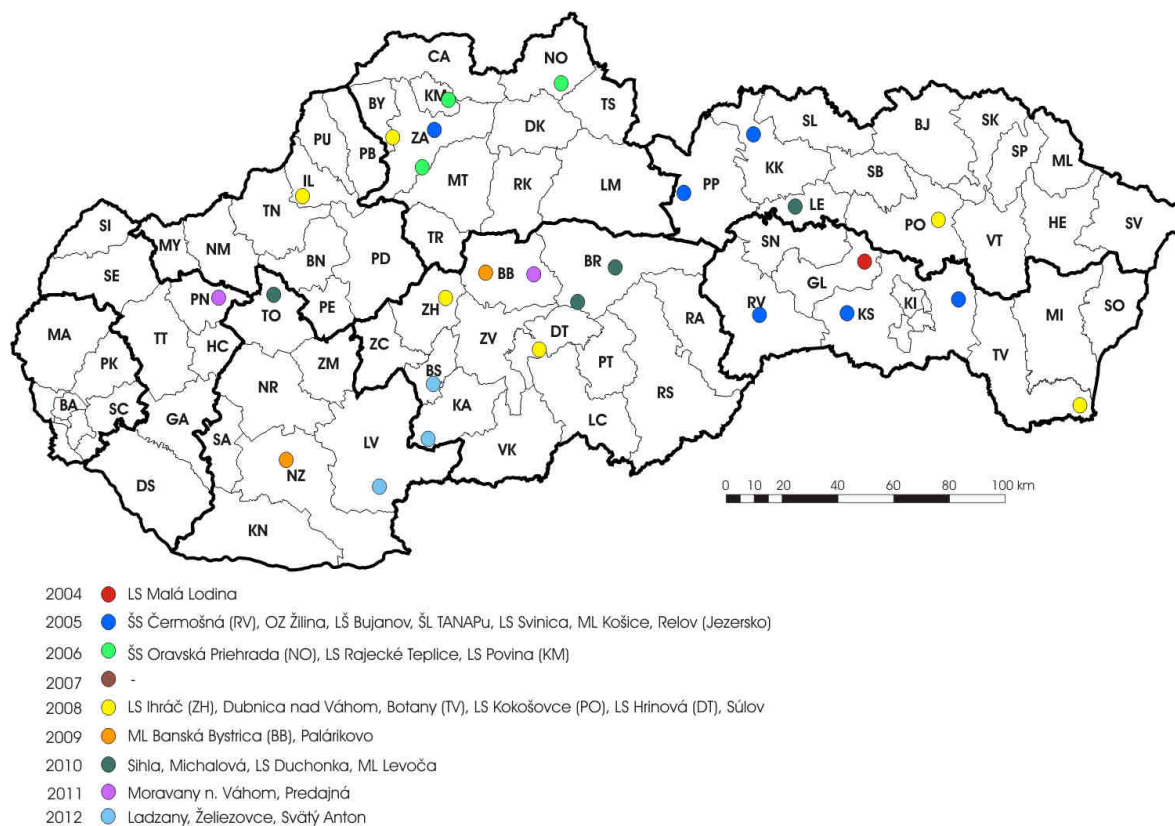 CA
NO
KM
BY
TS
ZA
DK
PU
PB
IL
MT
RK
LM
TN
SL
BJ
SK
SP
ML
KK
SB
PP
LE
PO
VT
HE
SV
SI
MY
NM
SE
BN
PD
TR
SN
GL
BB
BR
PN
TO
PE
ZH
DT
RA
RV
KS
KI
MI
SO
TV
MA
TT
HC
ZC
ZV
BS
PT
RS
PK
ZM
NR
BA
SC
GA
SA
KA
LC
DS
LV
VK
NZ
KN
0 10 20 40 60 80 100 km
2004 LS Malá Lodina
2005 ŠS Čermošná (RV), OZ Žilina, LŠ Bujanov, ŠL TANAPu, LS Svinica, ML Košice, Relov (Jezersko)
2006 ŠS Oravská Priehrada (NO), LS Rajecké Teplice, LS Povina (KM)
2007 -
2008 LS Ihráč (ZH), Dubnica nad Váhom, Botany (TV), LS Kokošovce (PO), LS Hrinová (DT), Súlov
2009 ML Banská Bystrica (BB), Palárikovo
2010 Sihla, Michalová, LS Duchonka, ML Levoča
2011 Moravany n. Váhom, Predajná
2012 Ladzany, Želiezovce, Svätý Anton